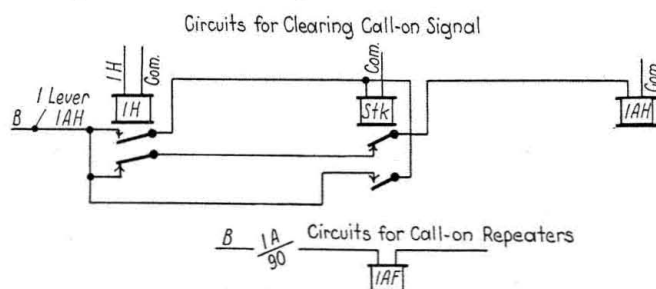 Circuits for Clearing Call-on Signal
1H
Com.
Com.
Com.
1 Lever
B
1AH
1H
Stk
1AH
B
1A
90
Circuits for Call-on Repeaters
1AF